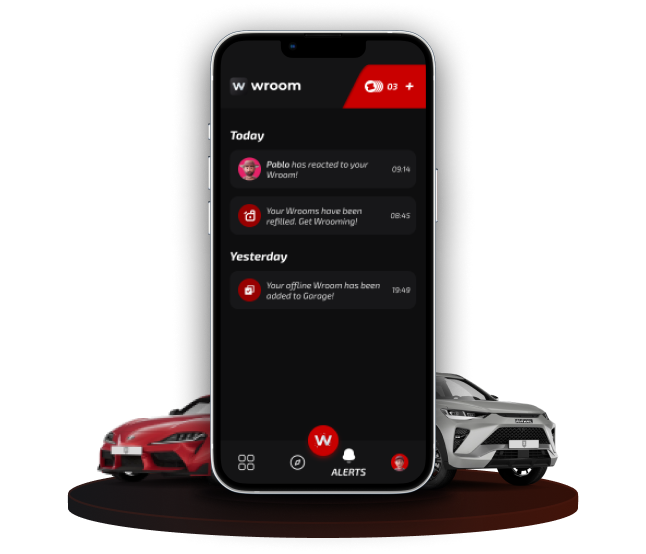 w wroom
03 +
Today
Pablo has reacted to your
Wroom!
09:14
Your Wrooms have been
refilled. Get Wrooming!
08:45
Yesterday
Your offline Wroom has been
added to Garage!
19:49
w
ALERTS